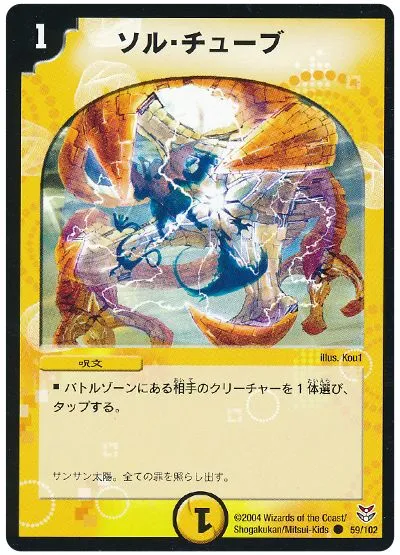 1
ソル・チューブ
illus. Kou1
呪文
■ バトルゾーンにある相手のクリーチャーを1体選び、
タップする。
サンサン太陽。全ての罪を照らし出す。
1
©2004 Wizards of the Coast/
Shogakukan/Mitsui-Kids ● 59/102